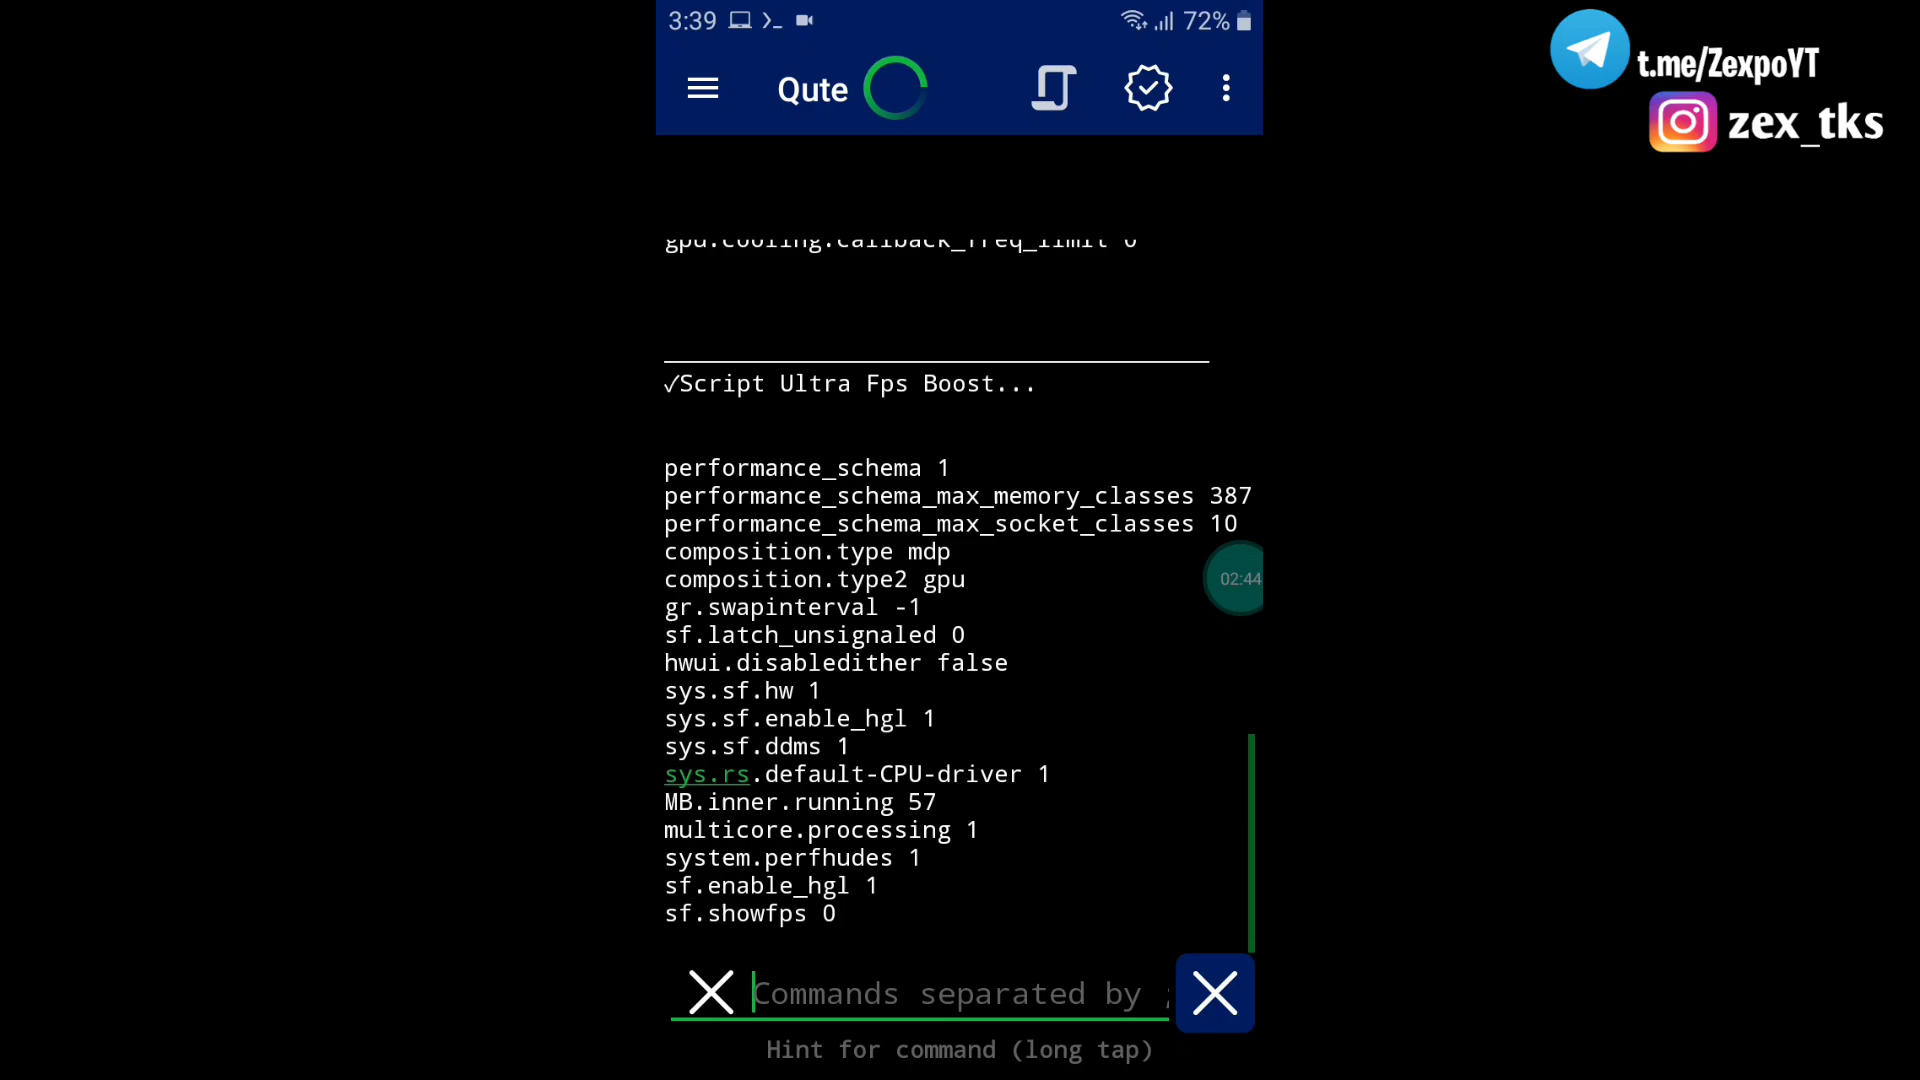 3:39
72%
Qute
t.me/ZexpoYT
zex_tks
gpu.cooling.callback_freq_limit 0
✓Script Ultra Fps Boost...
performance_schema 1
performance_schema_max_memory_classes 387
performance_schema_max_socket_classes 10
composition.type mdp
composition.type2 gpu
gr.swapinterval -1
sf.latch_unsignaled 0
hwui.disabledither false
sys.sf.hw 1
sys.sf.enable_hgl 1
sys.sf.ddms 1
sys.rs.default-CPU-driver 1
MB.inner.running 57
multicore.processing 1
system.perfhudes 1
sf.enable_hgl 1
sf.showfps 0
02:44
Commands separated by ;
Hint for command (long tap)